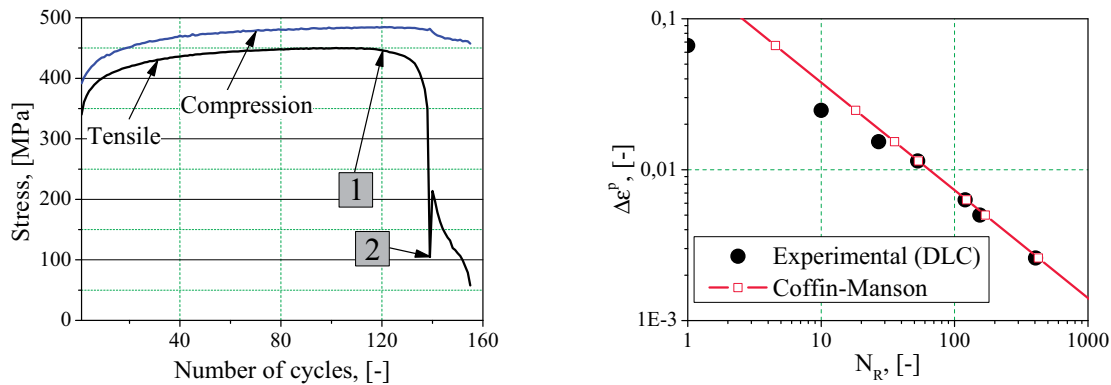 500
400
300
200
100
0
Stress, [MPa]
Compression
Tensile
1
2
0
40
80
120
160
Number of cycles, [-]
0,1
0,01
1E-3
Δε^p, [-]
Experimental (DLC)
Coffin-Manson
1
10
100
1000
N_R, [-]